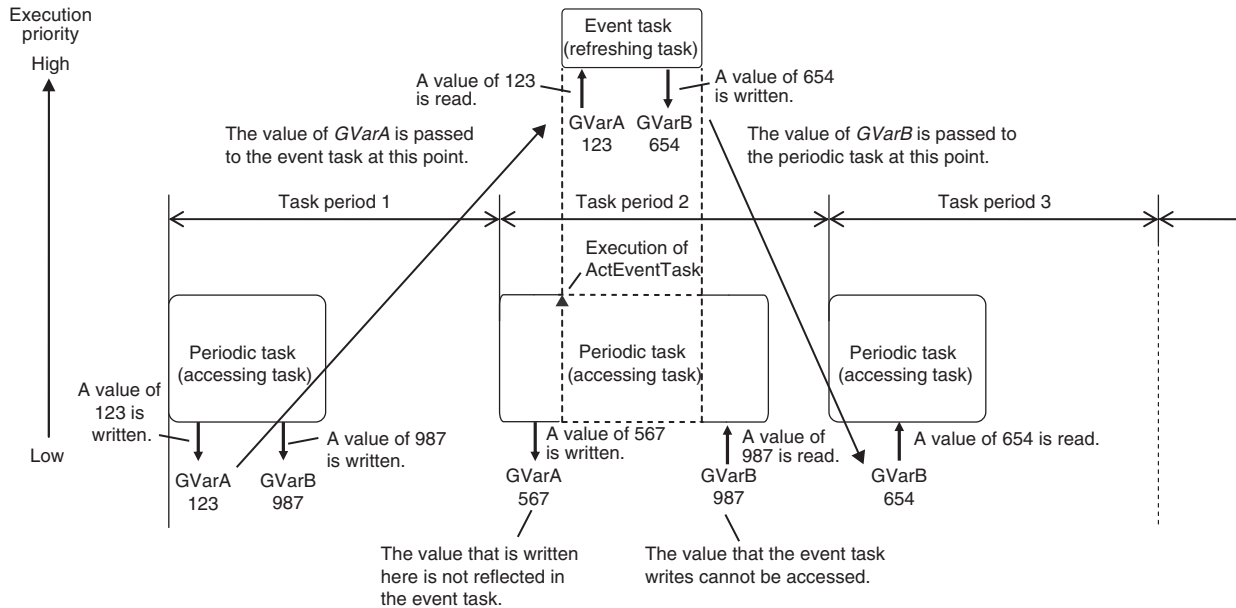 Execution
priority
High
Event task
(refreshing task)
A value of 123
is read.
A value of 654
is written.
GVarA
123
GVarB
654
The value of GVarA is passed
to the event task at this point.
The value of GVarB is passed to
the periodic task at this point.
Task period 1
Task period 2
Task period 3
Execution of
ActEventTask
Periodic task
(accessing task)
Periodic task
(accessing task)
Periodic task
(accessing task)
A value of
123 is
written.
A value of 987
is written.
A value of 567
is written.
A value of
987 is read.
A value of 654 is read.
Low
GVarA
123
GVarB
987
GVarA
567
GVarB
987
GVarB
654
The value that is written
here is not reflected in
the event task.
The value that the event task
writes cannot be accessed.